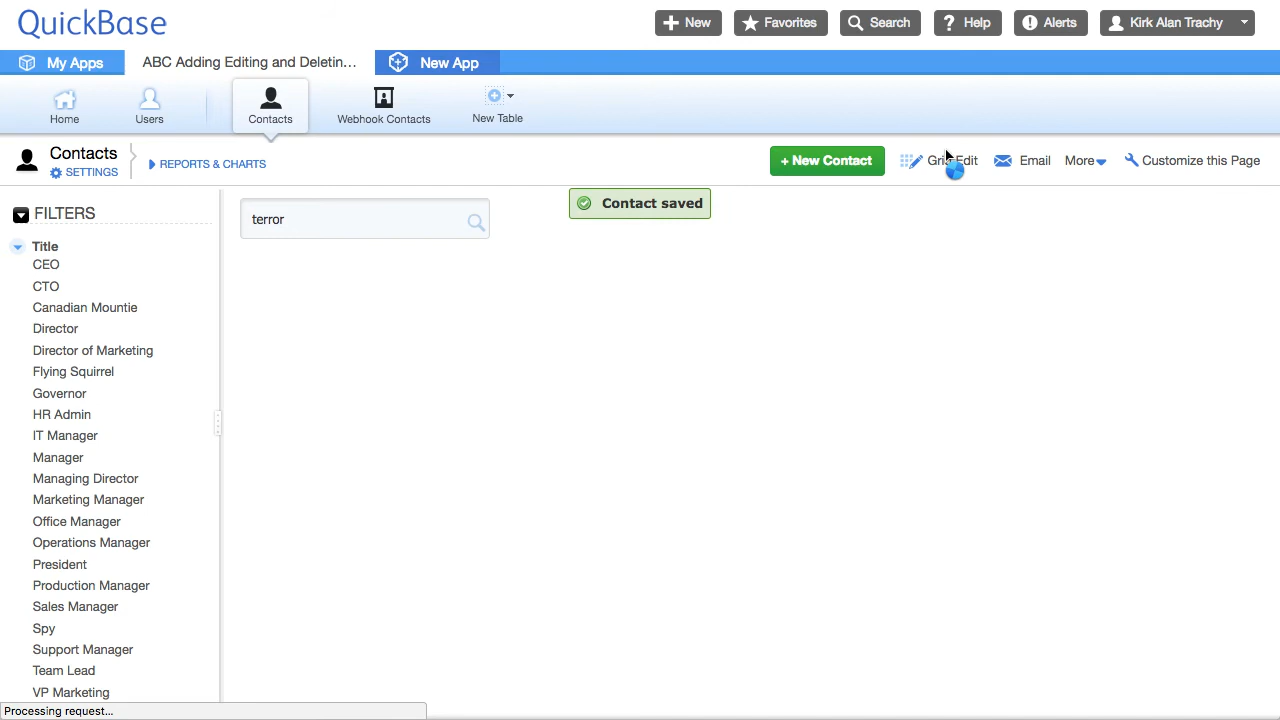 QuickBase
New
Favorites
Search
Help
Alerts
Kirk Alan Trachy
My Apps
ABC Adding Editing and Deletin...
New App
Home
Users
Contacts
Webhook Contacts
New Table
Contacts
SETTINGS
REPORTS & CHARTS
+ New Contact
Grid Edit
Email
More
Customize this Page
Contact saved
FILTERS
terror
Title
CEO
CTO
Canadian Mountie
Director
Director of Marketing
Flying Squirrel
Governor
HR Admin
IT Manager
Manager
Managing Director
Marketing Manager
Office Manager
Operations Manager
President
Production Manager
Sales Manager
Spy
Support Manager
Team Lead
VP Marketing
Processing request...